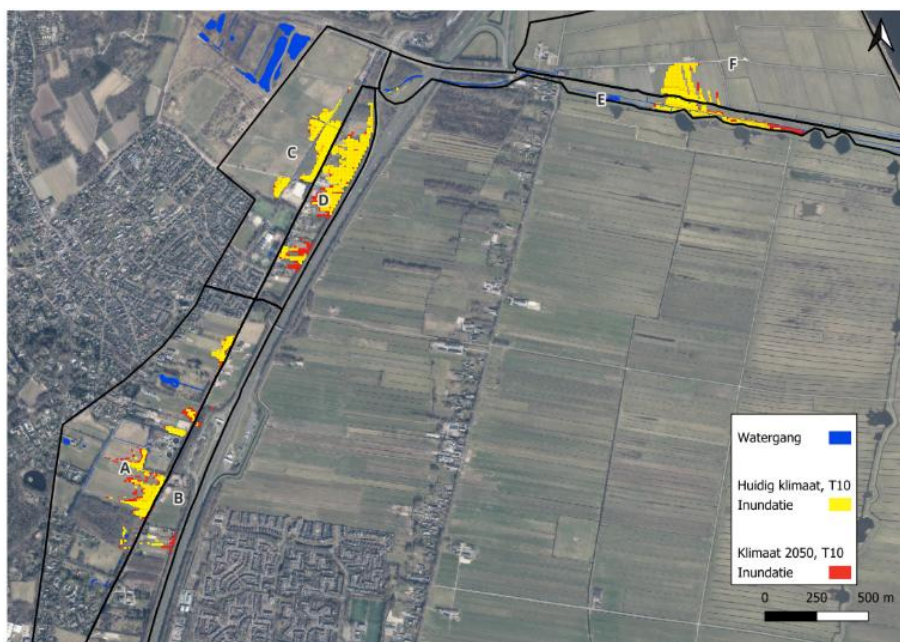 F
E
C
D
A
B
Watergang
Huidig klimaat, T10
Inundatie
Klimaat 2050, T10
Inundatie
0 250 500 m